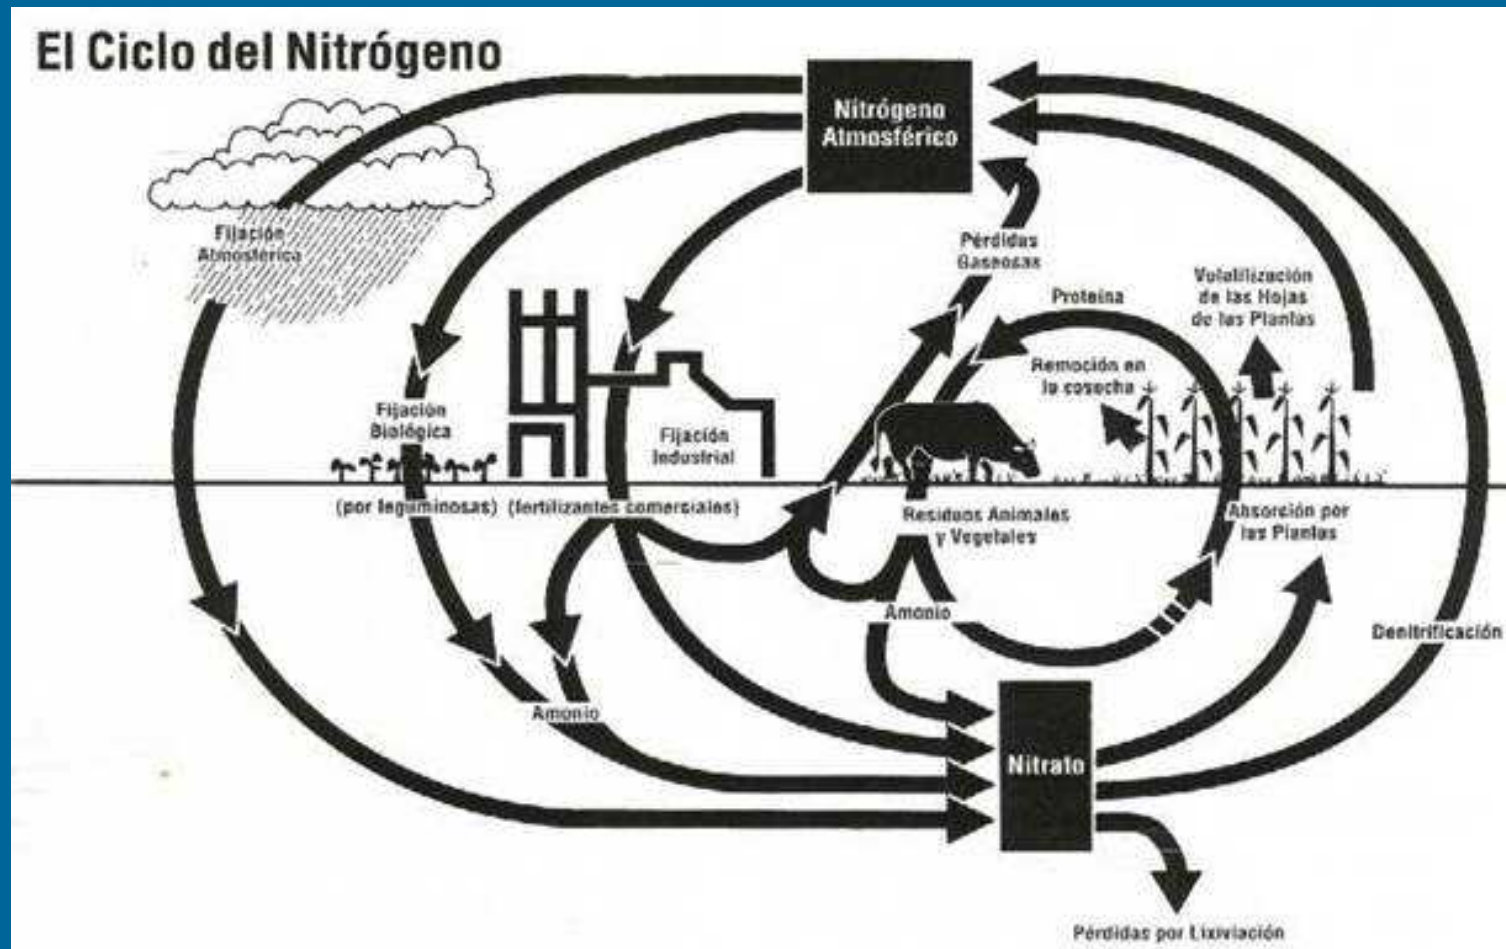 El Ciclo del Nitrógeno
Nitrógeno
Atmosférico
Fijación
Atmosférica
Pérdidas
Gaseosas
Proteína
Volatilización
de las Hojas
de las Plantas
Remoción en
la cosecha
Fijación
Biológica
Fijación
Industrial
(por leguminosas)
(fertilizantes comerciales)
Residuos Animales
y Vegetales
Absorción por
las Plantas
Amonio
Denitrificación
Amonio
Nitrato
Pérdidas por Lixiviación